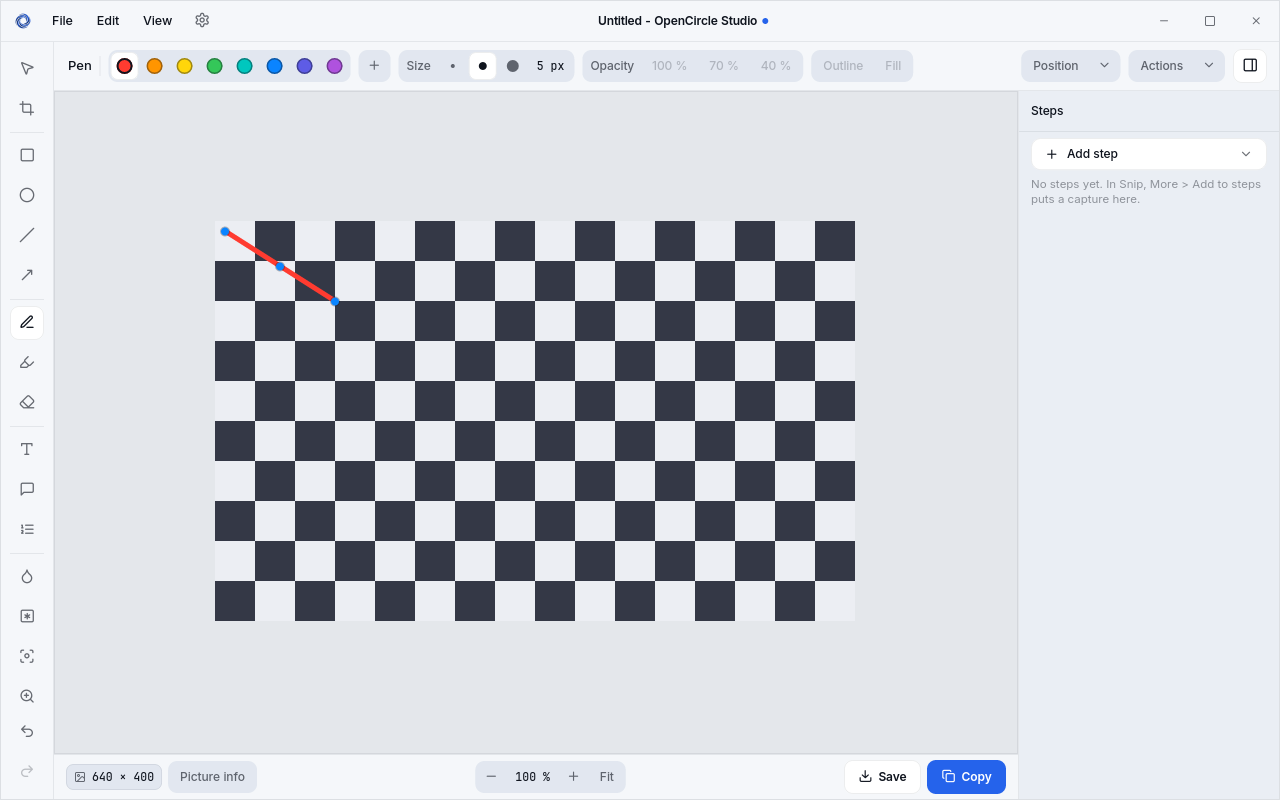 File Edit View Untitled - OpenCircle Studio
Pen Size 5 px Opacity 100 % 70 % 40 % Outline Fill Position Actions
Steps
Add step
No steps yet. In Snip, More > Add to steps
puts a capture here.
640 × 400 Picture info 100 % Fit Save Copy